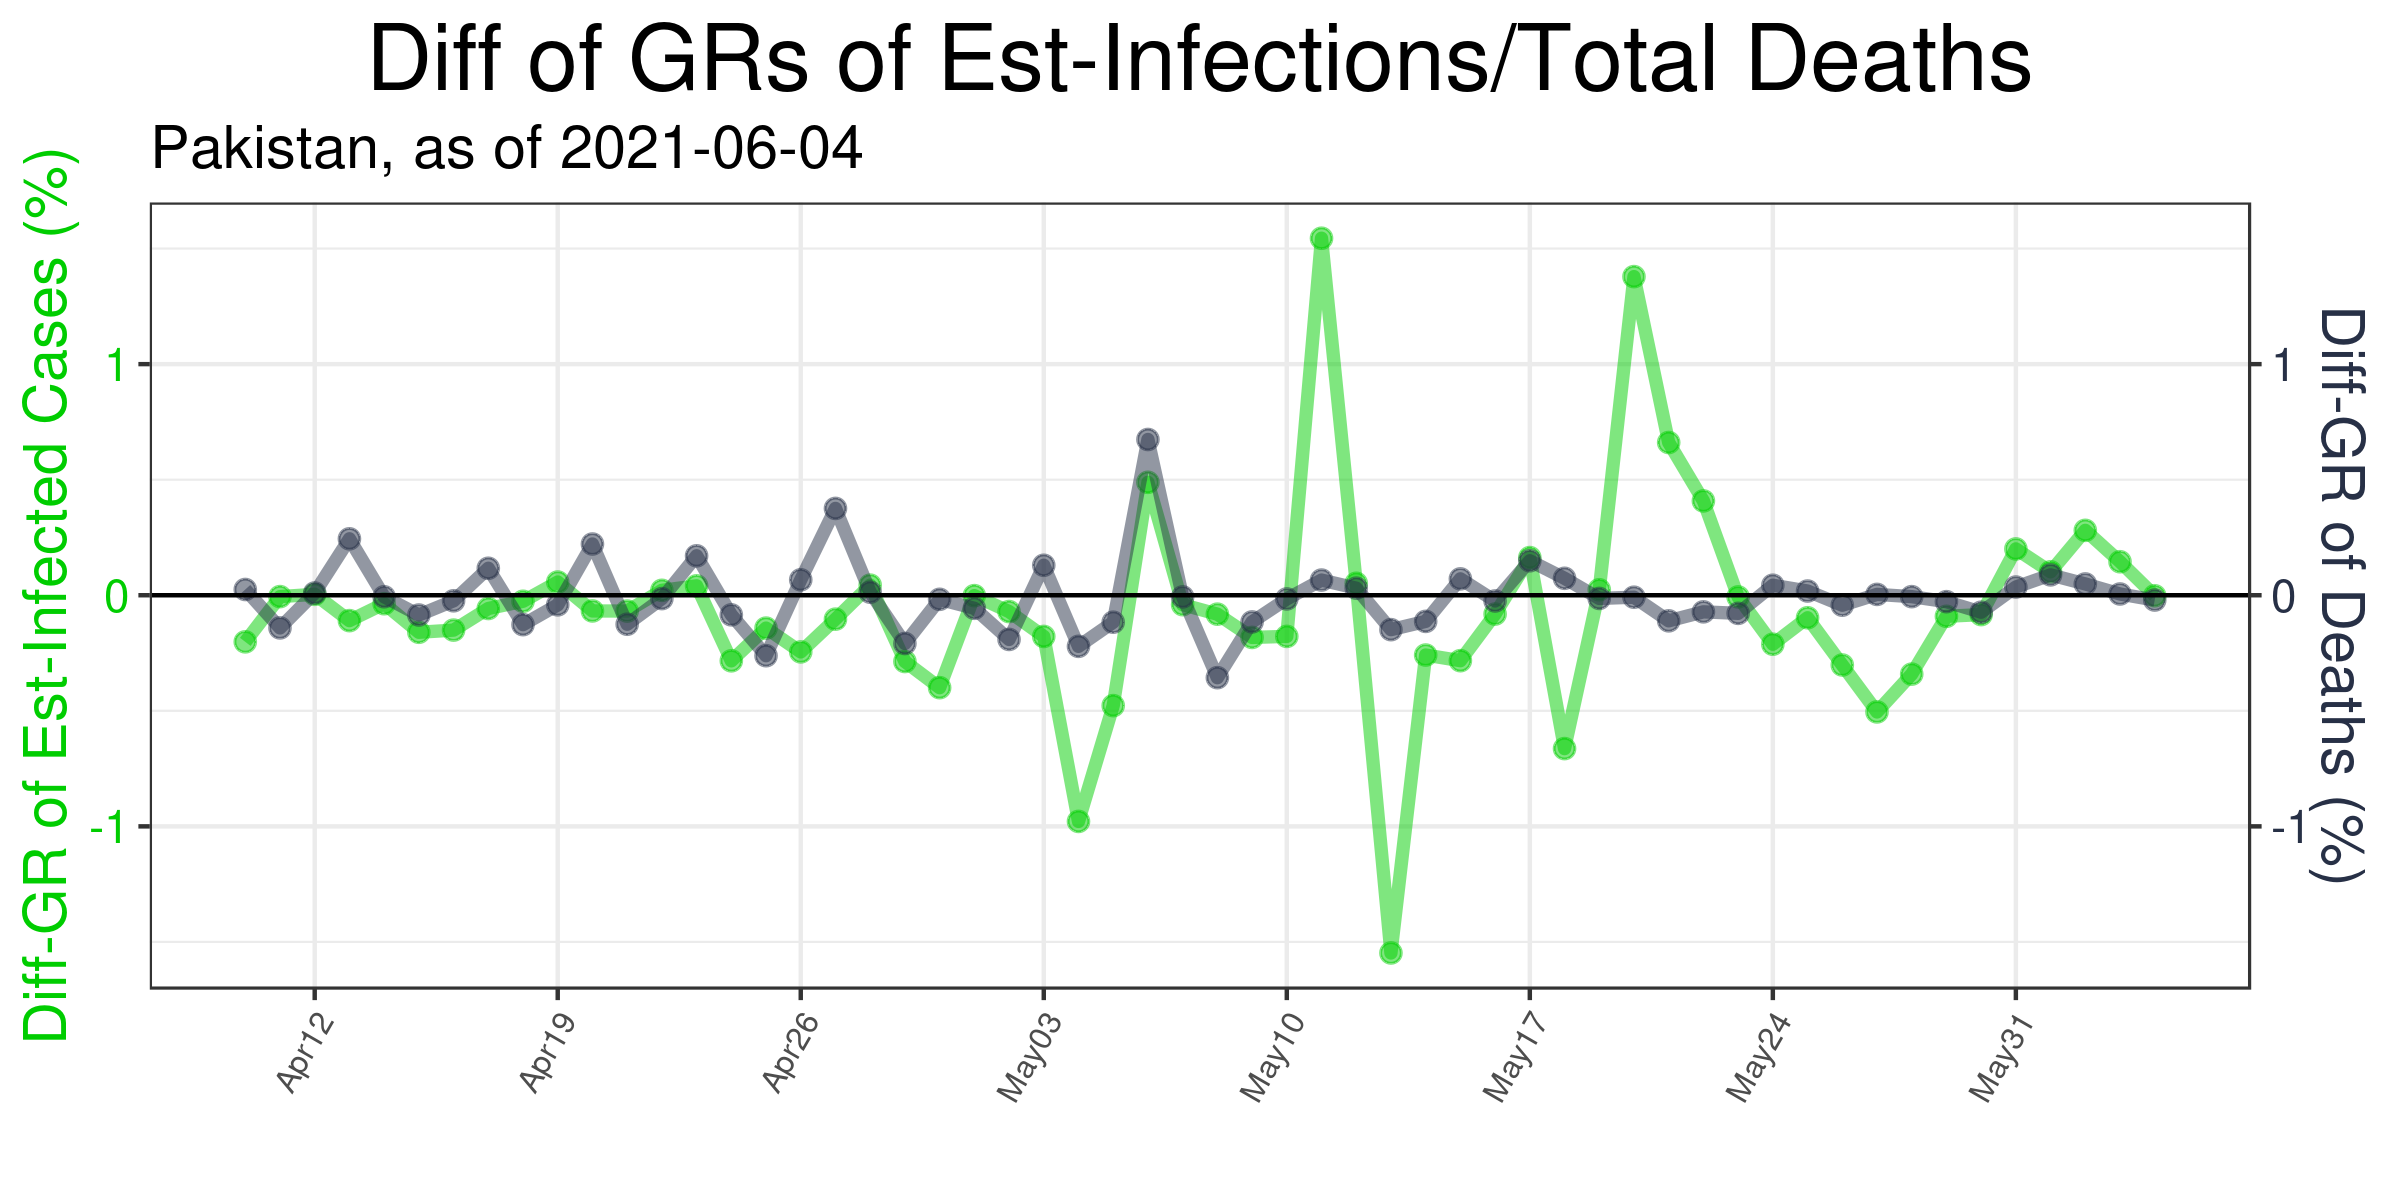 Diff of GRs of Est-Infections/Total Deaths
Pakistan, as of 2021-06-04
Diff-GR of Est-Infected Cases (%)
1
0
-1
1
0
-1
Diff-GR of Deaths (%)
Apr12
Apr19
Apr26
May03
May10
May17
May24
May31